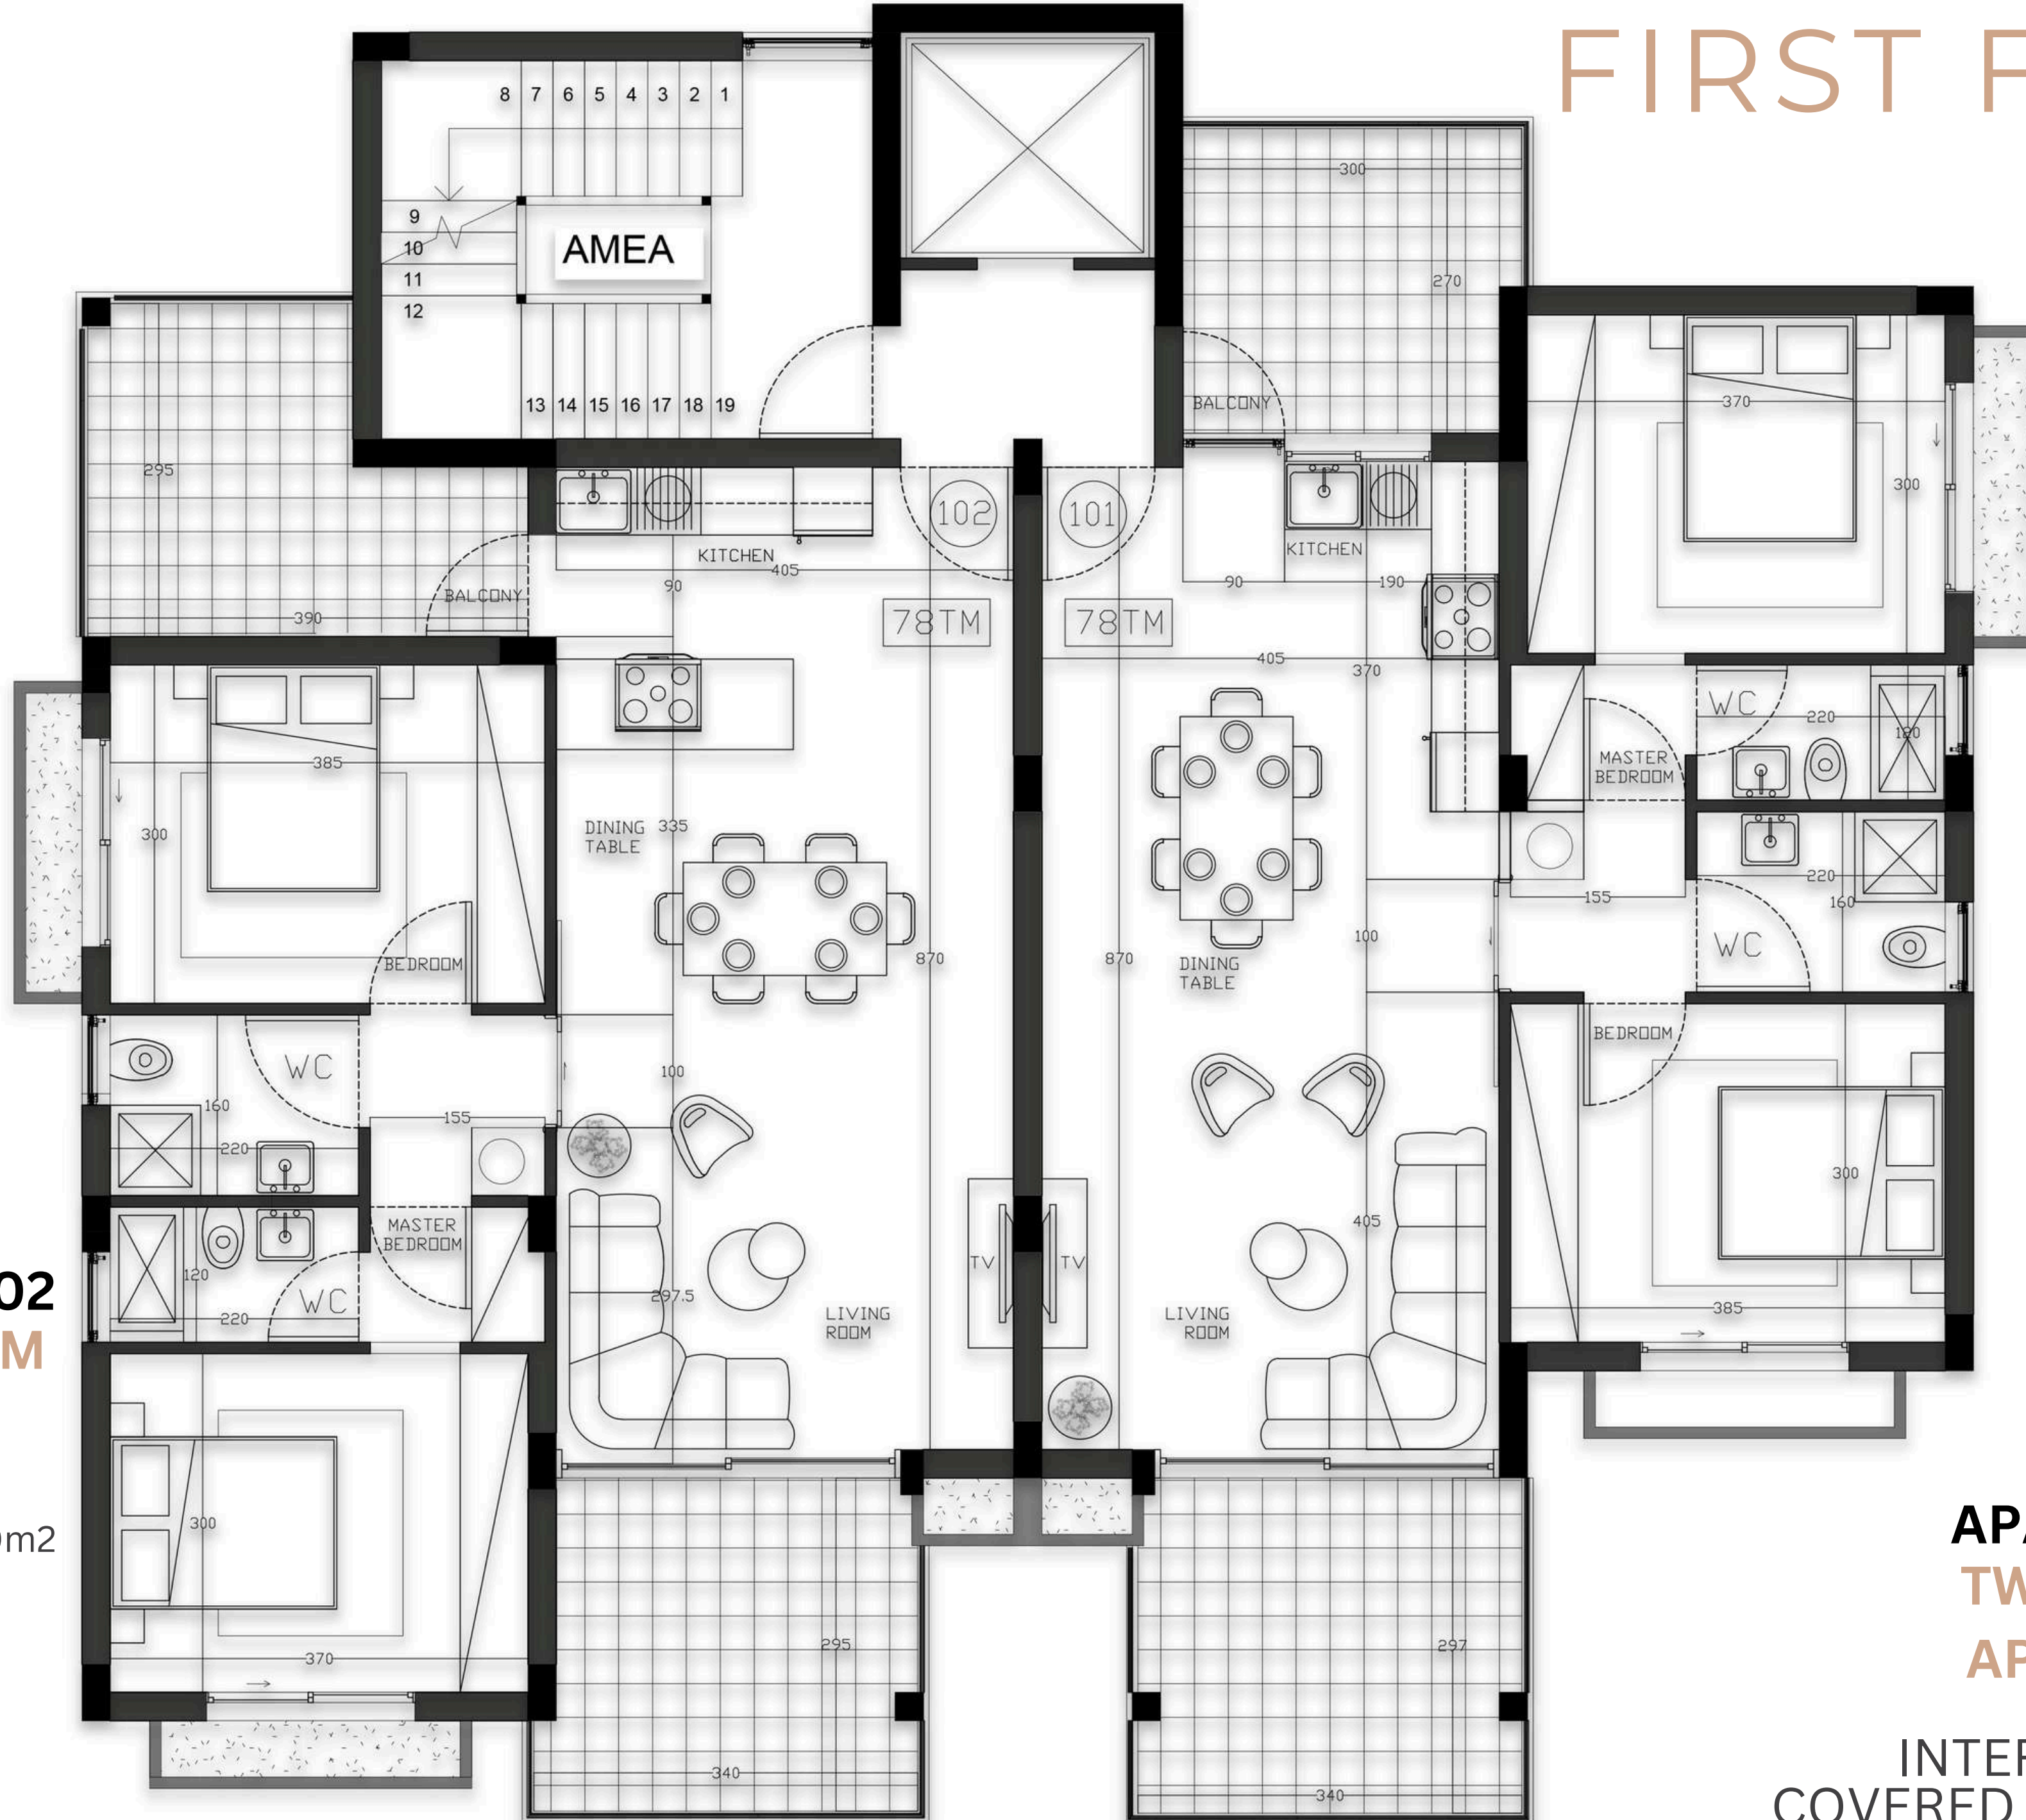 FIRST F
8 7 6 5 4 3 2 1
9
10
11
12
AMEA
13 14 15 16 17 18 19
300
270
BALCONY
295
390
BALCONY
KITCHEN
405
90
102
101
78TM
78TM
KITCHEN
90
190
405
370
370
300
WC
220
120
MASTER
BEDROOM
385
300
BEDROOM
DINING
TABLE
335
870
870
DINING
TABLE
100
155
220
160
WC
BEDROOM
300
385
WC
160
220
155
100
MASTER
BEDROOM
120
220
WC
297.5
LIVING
ROOM
TV
TV
LIVING
ROOM
405
02
M
m2
300
370
295
340
297
340
APA
TW
AP
INTER
COVERED